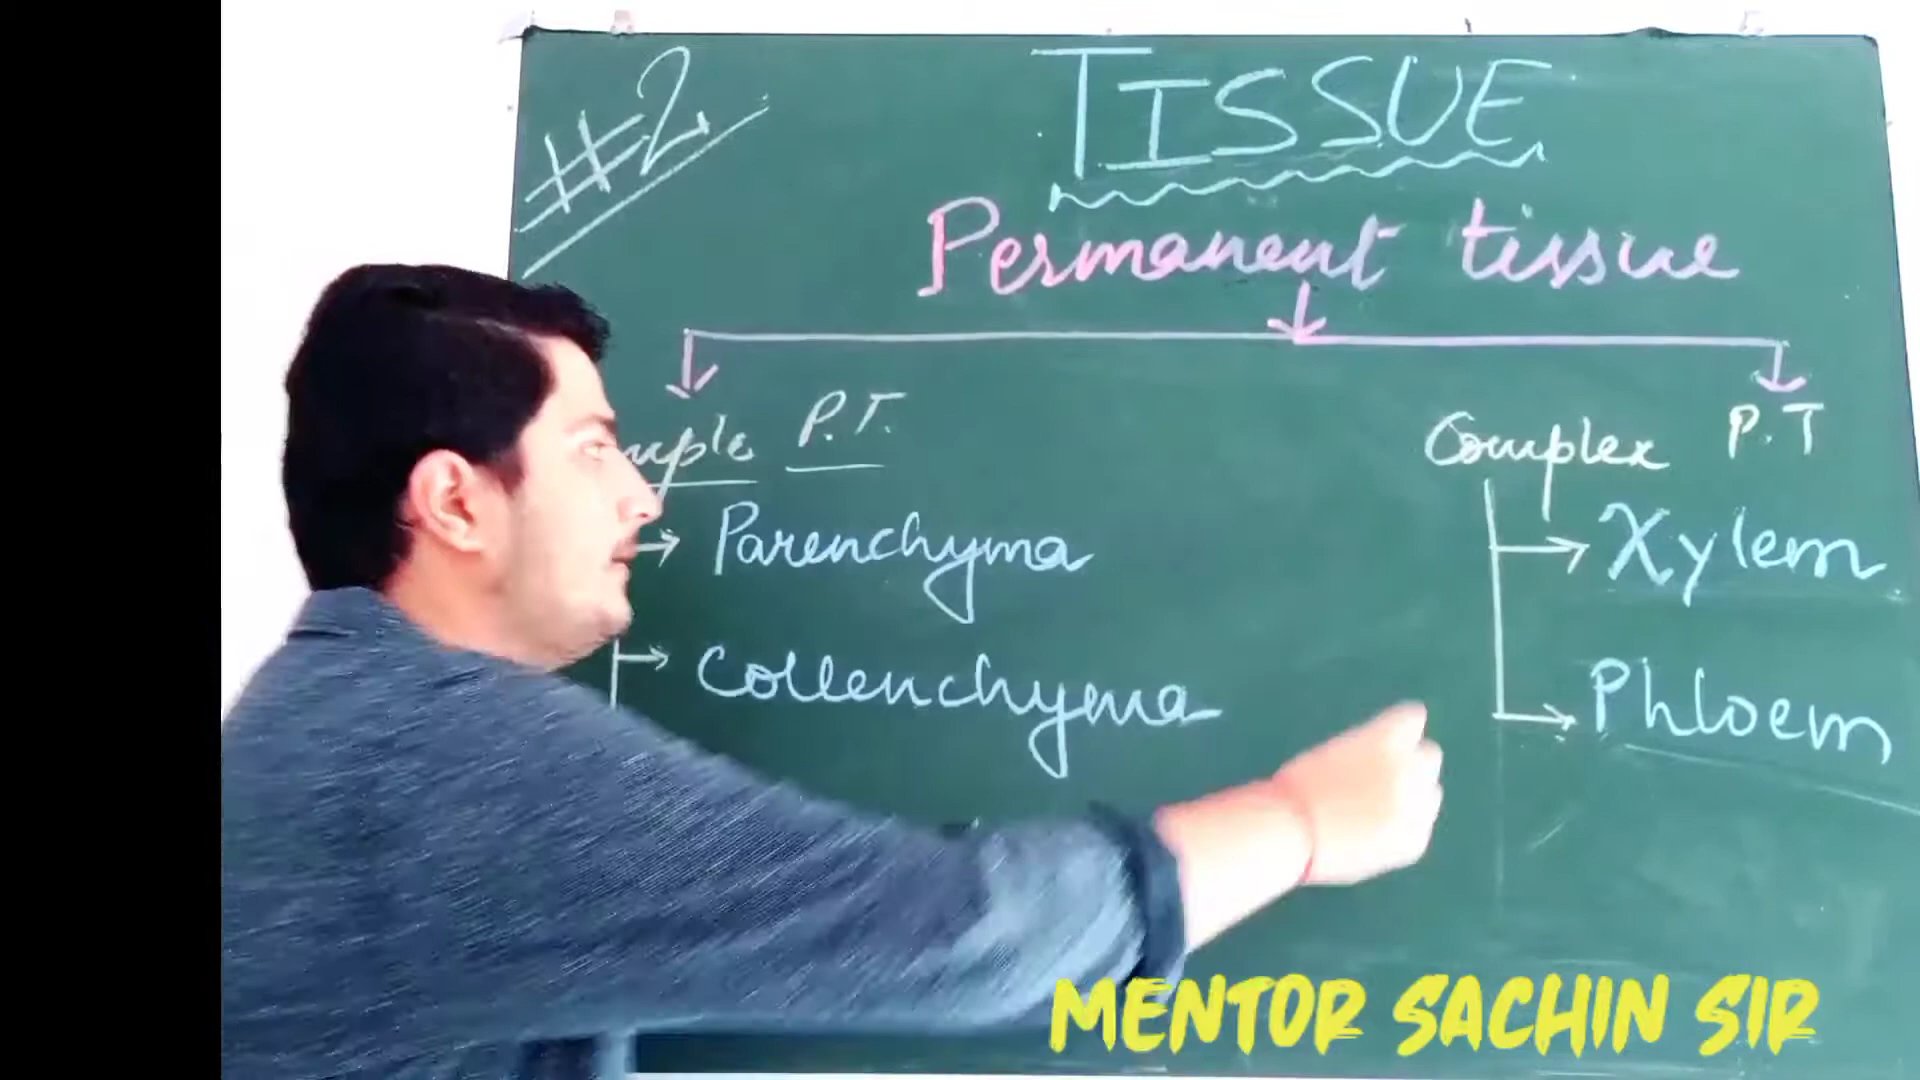 #2
TISSUE
Permanent tissue
P.T.
Complex P.T
Parenchyma
Xylem
Collenchyma
Phloem
MENTOR SACHIN SIR